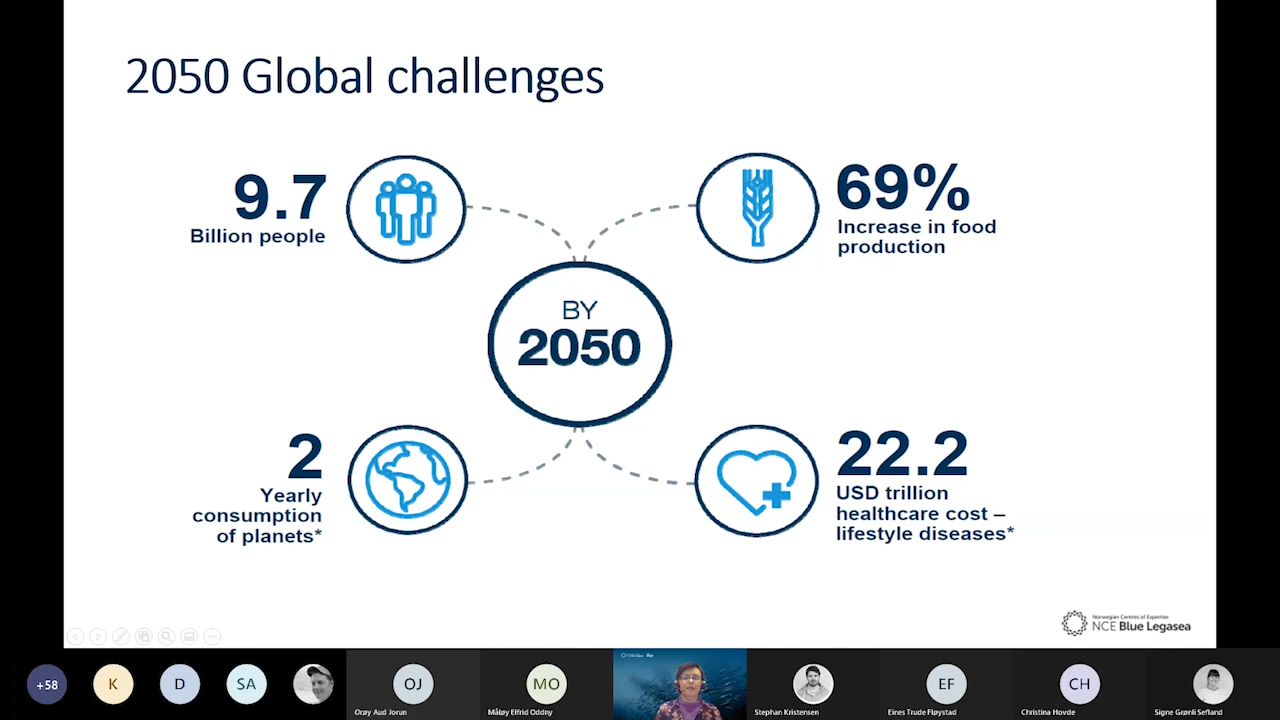 2050 Global challenges
9.7
Billion people
69%
Increase in food
production
BY
2050
2
Yearly
consumption
of planets*
22.2
USD trillion
healthcare cost –
lifestyle diseases*
Norwegian Centres of Expertise
NCE Blue Legasea
+58
K
D
SA
OJ
Orøy Aud Jorun
MO
Måløy Elfrid Oddny
Stephan Kristensen
EF
Eines Trude Fløystad
CH
Christina Hovde
Signe Grønli Sefland